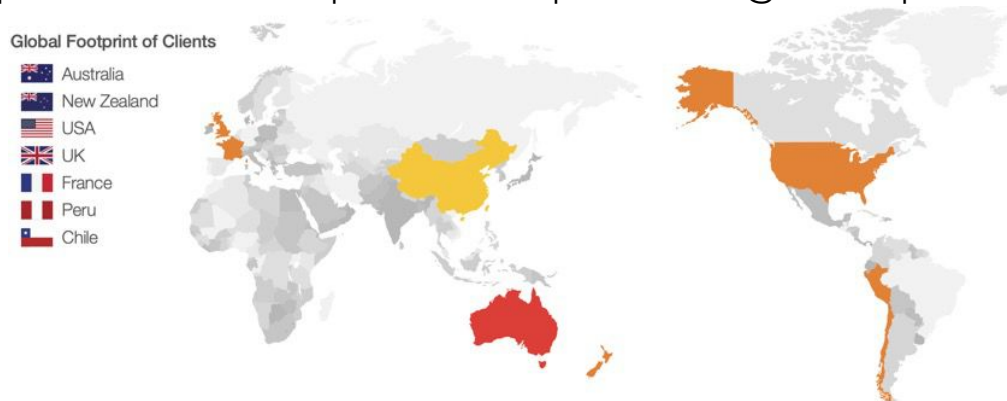 Global Footprint of Clients
Australia
New Zealand
USA
UK
France
Peru
Chile